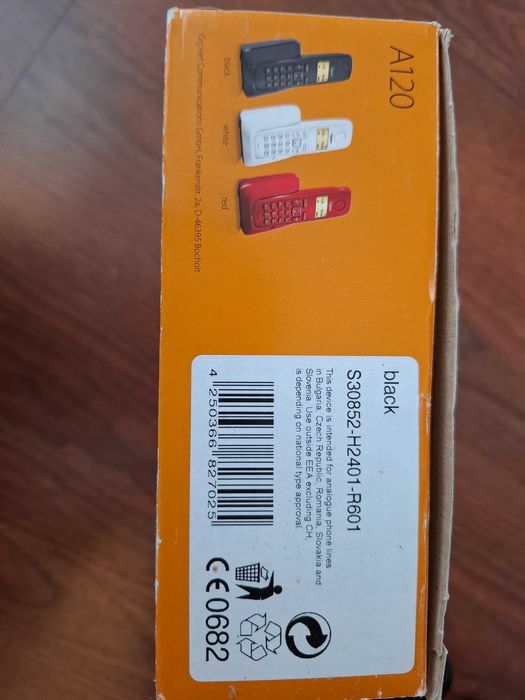 A120
black
white
red
Gigaset Communications GmbH, Frankenstr. 2a, D-46395 Bocholt
black
S30852-H2401-R601
This device is intended for analogue phone lines
in Bulgaria, Czech Republic, Romania, Slovakia and
Slovenia. Use outside EEA excluding CH,
is depending on national type approval.
4 250366 827025
CE0682